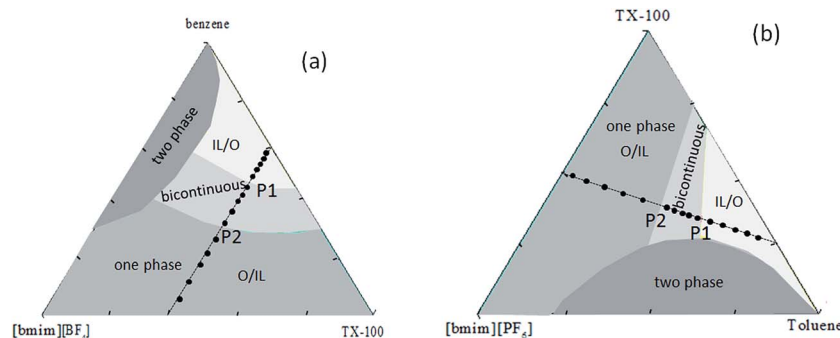 benzene
(a)
two phase
IL/O
bicontinuous
P1
P2
one phase
O/IL
[bmim][BF₄]
TX-100
TX-100
(b)
one phase
O/IL
bicontinuous
IL/O
P2
P1
two phase
[bmim][PF₆]
Toluene